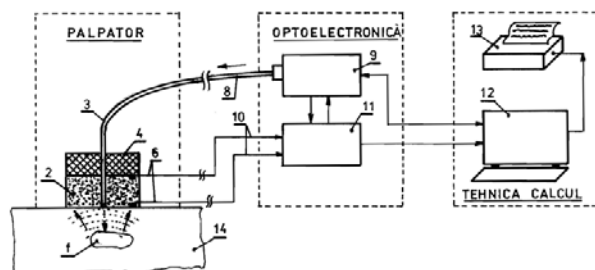 PALPATOR
OPTOELECTRONICĂ
13
9
3
8
12
4
10
11
6
2
TEHNICA CALCUL
f
14